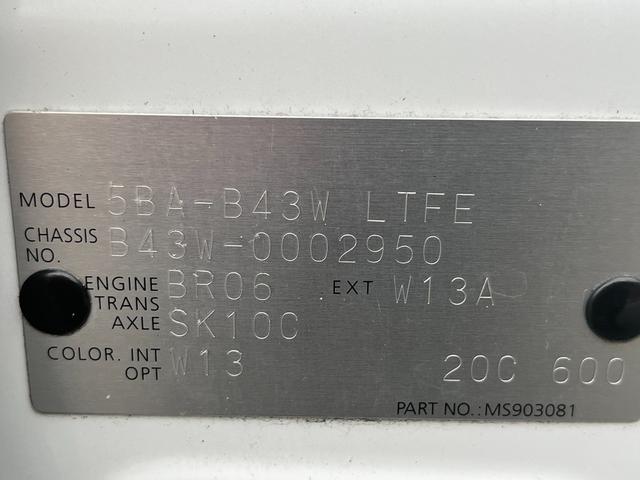 MODEL 5BA-B43W LTFE
CHASSIS NO. B43W-0002950
ENGINE BR06 EXT W13A
TRANS AXLE SK10C
COLOR. INT W13
OPT 20C 600
PART NO.: MS903081